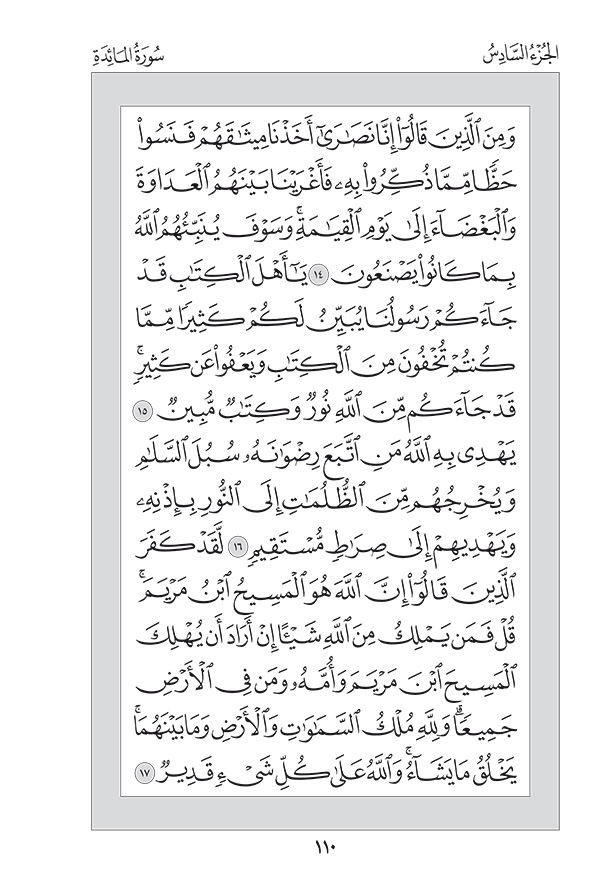 الجُزْءُ السَّادِسُ
سُورَةُ المَائِدَةِ
وَمِنَ ٱلَّذِينَ قَالُوٓا۟ إِنَّا نَصَـٰرَىٰٓ أَخَذْنَا مِيثَـٰقَهُمْ فَنَسُوا۟
حَظًّا مِّمَّا ذُكِّرُوا۟ بِهِۦ فَأَغْرَيْنَا بَيْنَهُمُ ٱلْعَدَاوَةَ
وَٱلْبَغْضَآءَ إِلَىٰ يَوْمِ ٱلْقِيَـٰمَةِ ۚ وَسَوْفَ يُنَبِّئُهُمُ ٱللَّهُ
بِمَا كَانُوا۟ يَصْنَعُونَ ١٤ يَـٰٓأَهْلَ ٱلْكِتَـٰبِ قَدْ
جَآءَكُمْ رَسُولُنَا يُبَيِّنُ لَكُمْ كَثِيرًا مِّمَّا
كُنتُمْ تُخْفُونَ مِنَ ٱلْكِتَـٰبِ وَيَعْفُوا۟ عَن كَثِيرٍ ۚ
قَدْ جَآءَكُم مِّنَ ٱللَّهِ نُورٌ وَكِتَـٰبٌ مُّبِينٌ ١٥
يَهْدِى بِهِ ٱللَّهُ مَنِ ٱتَّبَعَ رِضْوَٰنَهُۥ سُبُلَ ٱلسَّلَـٰمِ
وَيُخْرِجُهُم مِّنَ ٱلظُّلُمَـٰتِ إِلَى ٱلنُّورِ بِإِذْنِهِۦ
وَيَهْدِيهِمْ إِلَىٰ صِرَٰطٍ مُّسْتَقِيمٍ ١٦ لَّقَدْ كَفَرَ
ٱلَّذِينَ قَالُوٓا۟ إِنَّ ٱللَّهَ هُوَ ٱلْمَسِيحُ ٱبْنُ مَرْيَمَ ۚ
قُلْ فَمَن يَمْلِكُ مِنَ ٱللَّهِ شَيْـًٔا إِنْ أَرَادَ أَن يُهْلِكَ
ٱلْمَسِيحَ ٱبْنَ مَرْيَمَ وَأُمَّهُۥ وَمَن فِى ٱلْأَرْضِ
جَمِيعًا ۗ وَلِلَّهِ مُلْكُ ٱلسَّمَـٰوَٰتِ وَٱلْأَرْضِ وَمَا بَيْنَهُمَا ۚ
يَخْلُقُ مَا يَشَآءُ ۚ وَٱللَّهُ عَلَىٰ كُلِّ شَىْءٍ قَدِيرٌ ١٧
١١٠